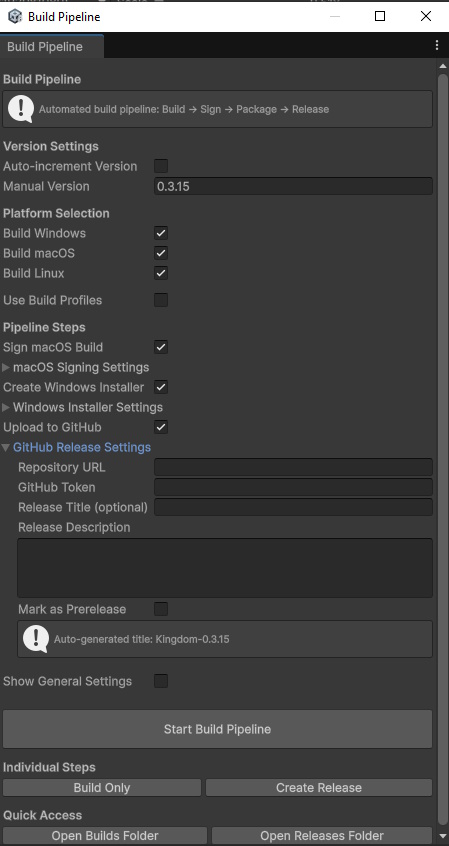 Build Pipeline
Build Pipeline
Build Pipeline
Automated build pipeline: Build → Sign → Package → Release
Version Settings
Auto-increment Version
Manual Version 0.3.15
Platform Selection
Build Windows
Build macOS
Build Linux
Use Build Profiles
Pipeline Steps
Sign macOS Build
macOS Signing Settings
Create Windows Installer
Windows Installer Settings
Upload to GitHub
GitHub Release Settings
Repository URL
GitHub Token
Release Title (optional)
Release Description
Mark as Prerelease
Auto-generated title: Kingdom-0.3.15
Show General Settings
Start Build Pipeline
Individual Steps
Build Only Create Release
Quick Access
Open Builds Folder Open Releases Folder